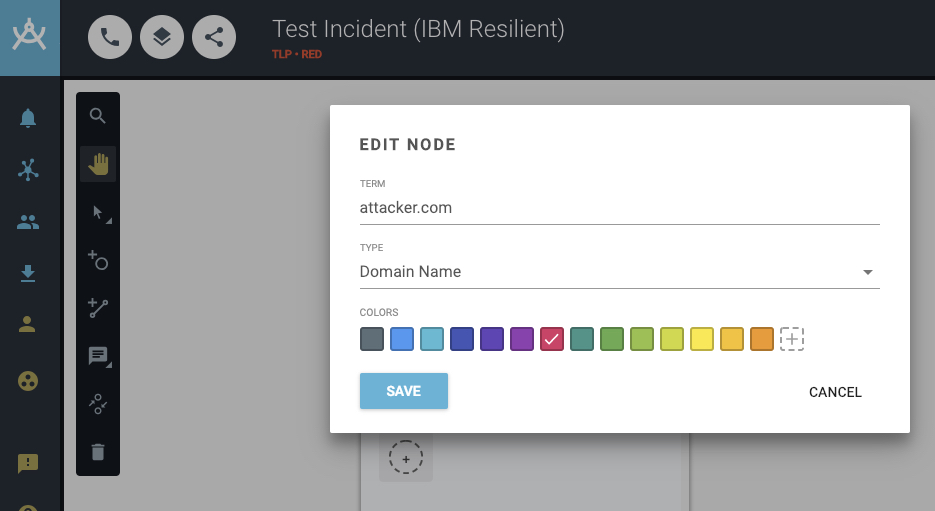 Test Incident (IBM Resilient)
TLP • RED
EDIT NODE
TERM
attacker.com
TYPE
Domain Name
COLORS
SAVE
CANCEL